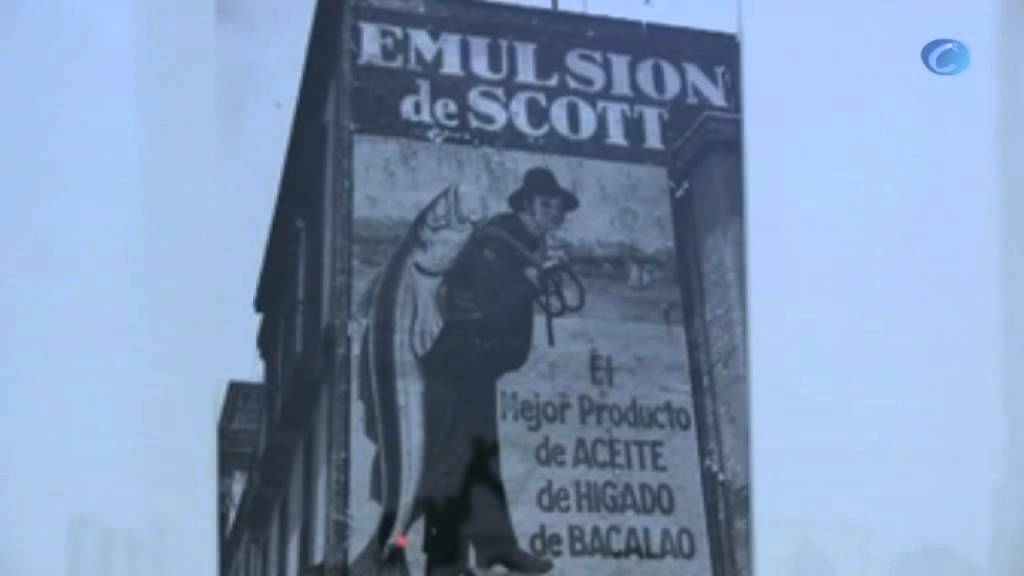 EMULSION
de SCOTT
El
Mejor Producto
de ACEITE
de HIGADO
de BACALAO